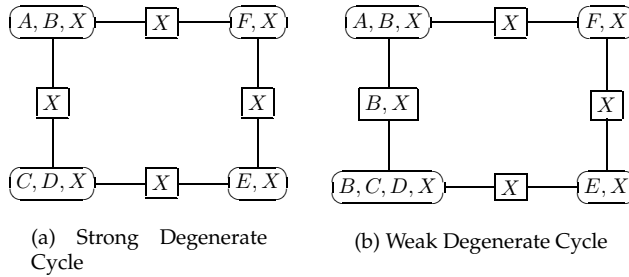 A, B, X X F, X A, B, X X F, X
X X B, X X
C, D, X X E, X B, C, D, X X E, X
(a) Strong Degenerate (b) Weak Degenerate Cycle
Cycle